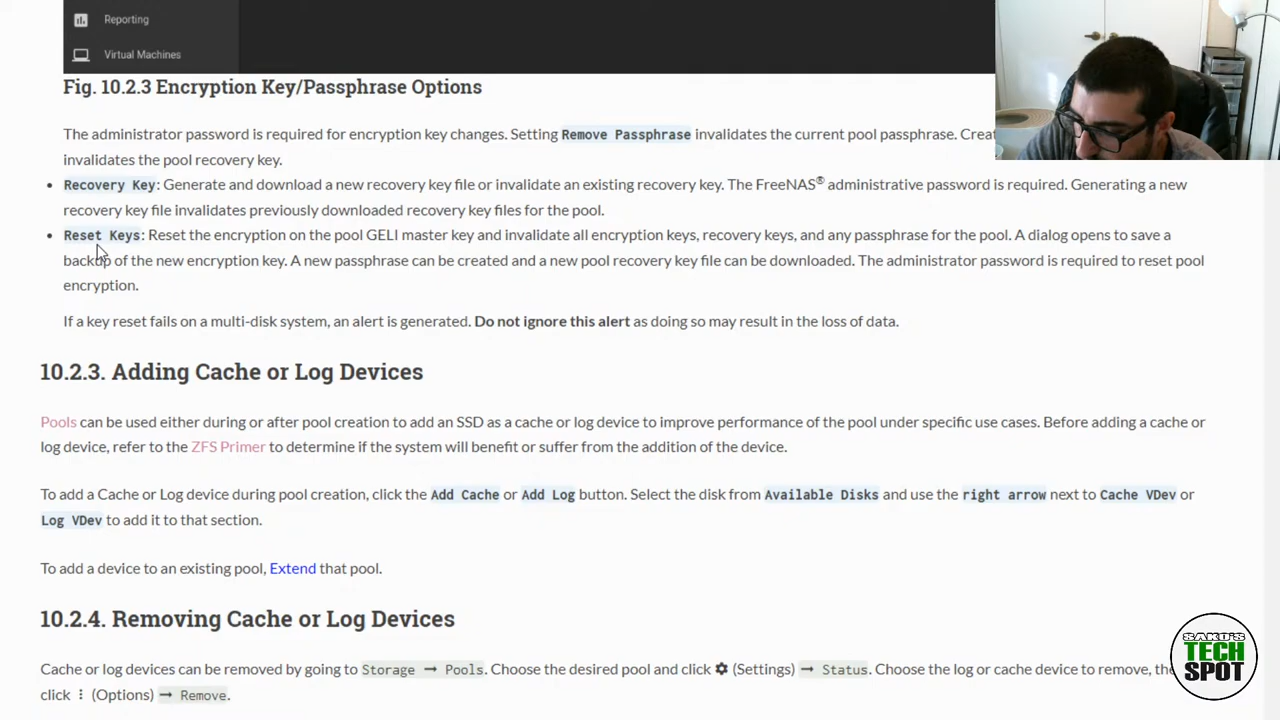 Reporting
Virtual Machines
Fig. 10.2.3 Encryption Key/Passphrase Options
The administrator password is required for encryption key changes. Setting Remove Passphrase invalidates the current pool passphrase.
invalidates the pool recovery key.
• Recovery Key: Generate and download a new recovery key file or invalidate an existing recovery key. The FreeNAS® administrative password is required. Generating a new
recovery key file invalidates previously downloaded recovery key files for the pool.
• Reset Keys: Reset the encryption on the pool GELI master key and invalidate all encryption keys, recovery keys, and any passphrase for the pool. A dialog opens to save a
backup of the new encryption key. A new passphrase can be created and a new pool recovery key file can be downloaded. The administrator password is required to reset pool
encryption.
If a key reset fails on a multi-disk system, an alert is generated. Do not ignore this alert as doing so may result in the loss of data.
10.2.3. Adding Cache or Log Devices
Pools can be used either during or after pool creation to add an SSD as a cache or log device to improve performance of the pool under specific use cases. Before adding a cache or
log device, refer to the ZFS Primer to determine if the system will benefit or suffer from the addition of the device.
To add a Cache or Log device during pool creation, click the Add Cache or Add Log button. Select the disk from Available Disks and use the right arrow next to Cache VDev or
Log VDev to add it to that section.
To add a device to an existing pool, Extend that pool.
10.2.4. Removing Cache or Log Devices
Cache or log devices can be removed by going to Storage → Pools. Choose the desired pool and click (Settings) → Status. Choose the log or cache device to remove,
click ⋮ (Options) → Remove.
SAKO'S
TECH
SPOT